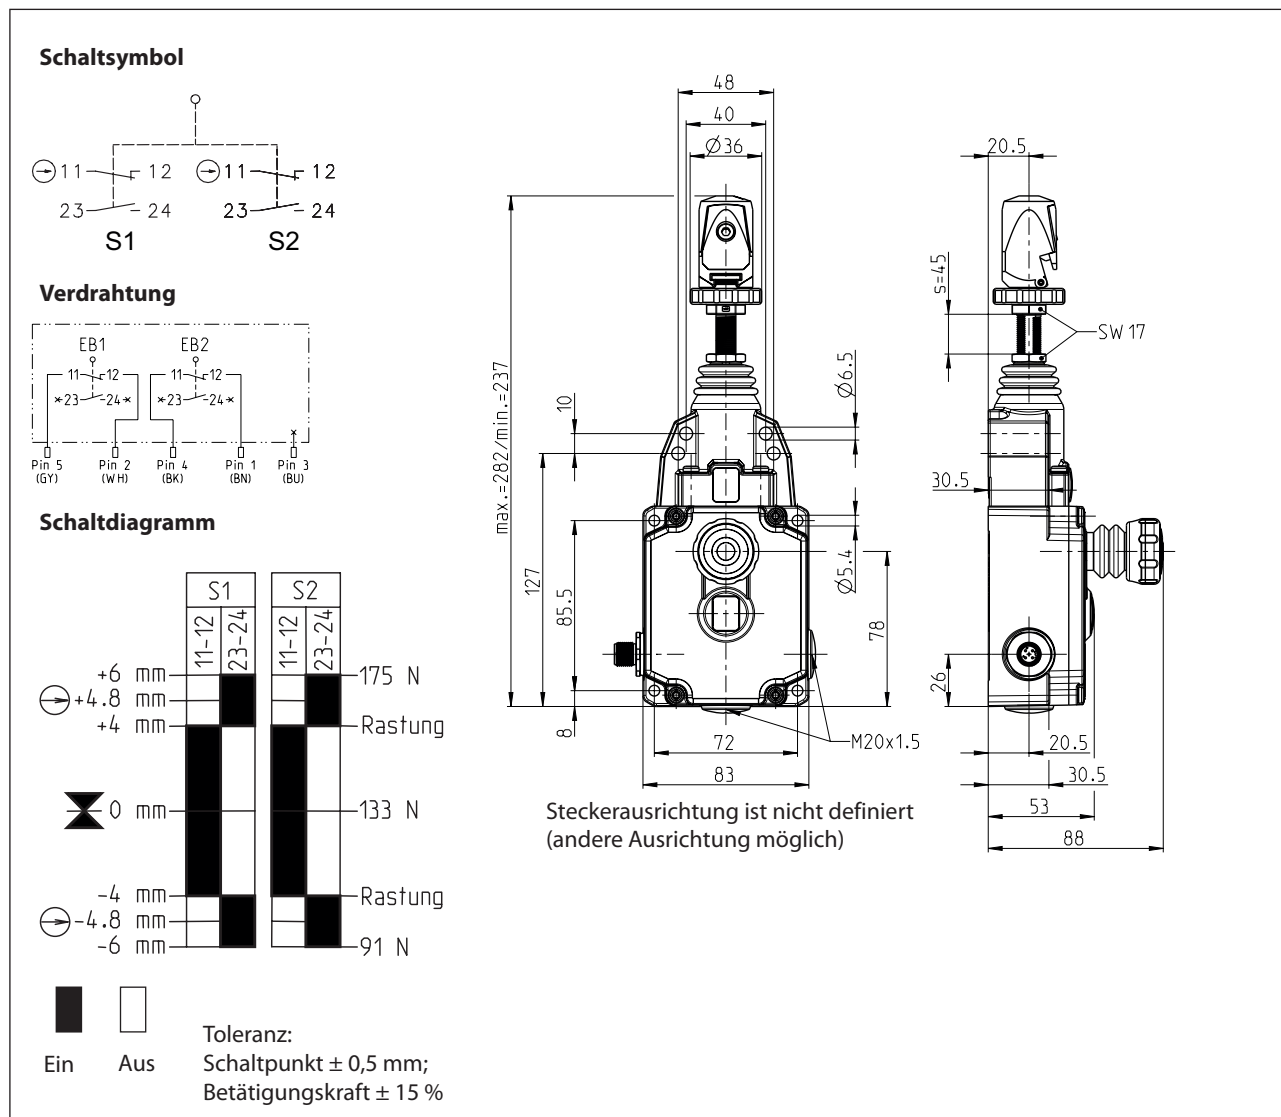 Schaltsymbol
11 12 11 12
23 24 23 24
S1 S2
Verdrahtung
EB1 EB2
11 12 11 12
23 24 23 24
Pin 5 Pin 2 Pin 4 Pin 1 Pin 3
(GY) (WH) (BK) (BN) (BU)
Schaltdiagramm
S1 S2
11-12 23-24 11-12 23-24
+6 mm 175 N
+4.8 mm
+4 mm Rastung
0 mm 133 N
-4 mm Rastung
-4.8 mm
-6 mm 91 N
Ein Aus
Toleranz:
Schaltpunkt ± 0,5 mm;
Betätigungskraft ± 15 %
48
40
Ø36
max.=282/min.=237
10
Ø6.5
127
85.5
Ø5.4
78
8
M20x1.5
72
83
Steckerausrichtung ist nicht definiert
(andere Ausrichtung möglich)
20.5
s=45
SW 17
30.5
26
20.5
30.5
53
88